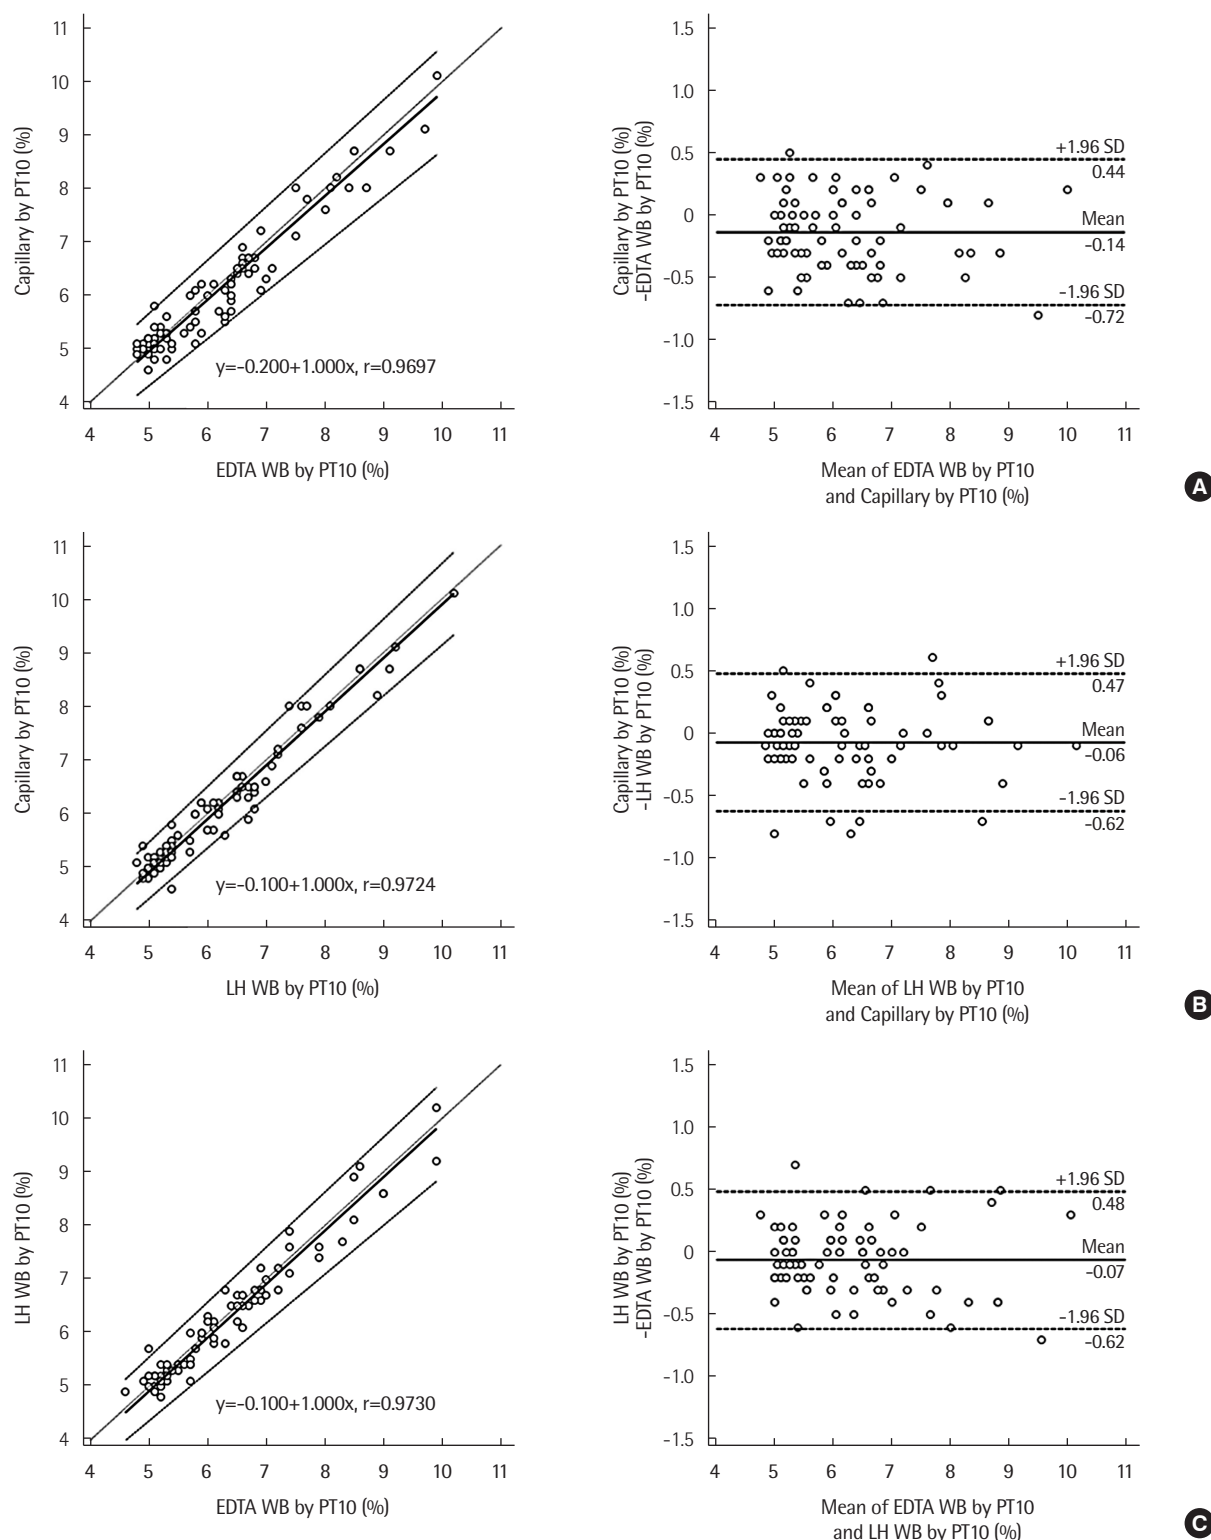 11
10
9
8
7
6
5
4
Capillary by PT10 (%)
y=-0.200+1.000x, r=0.9697
4 5 6 7 8 9 10 11
EDTA WB by PT10 (%)
1.5
1.0
0.5
0
-0.5
-1.0
-1.5
Capillary by PT10 (%)
-EDTA WB by PT10 (%)
+1.96 SD
0.44
Mean
-0.14
-1.96 SD
-0.72
4 5 6 7 8 9 10 11
Mean of EDTA WB by PT10
and Capillary by PT10 (%)
A
11
10
9
8
7
6
5
4
Capillary by PT10 (%)
y=-0.100+1.000x, r=0.9724
4 5 6 7 8 9 10 11
LH WB by PT10 (%)
1.5
1.0
0.5
0
-0.5
-1.0
-1.5
Capillary by PT10 (%)
-LH WB by PT10 (%)
+1.96 SD
0.47
Mean
-0.06
-1.96 SD
-0.62
4 5 6 7 8 9 10 11
Mean of LH WB by PT10
and Capillary by PT10 (%)
B
11
10
9
8
7
6
5
4
LH WB by PT10 (%)
y=-0.100+1.000x, r=0.9730
4 5 6 7 8 9 10 11
EDTA WB by PT10 (%)
1.5
1.0
0.5
0
-0.5
-1.0
-1.5
LH WB by PT10 (%)
-EDTA WB by PT10 (%)
+1.96 SD
0.48
Mean
-0.07
-1.96 SD
-0.62
4 5 6 7 8 9 10 11
Mean of EDTA WB by PT10
and LH WB by PT10 (%)
C